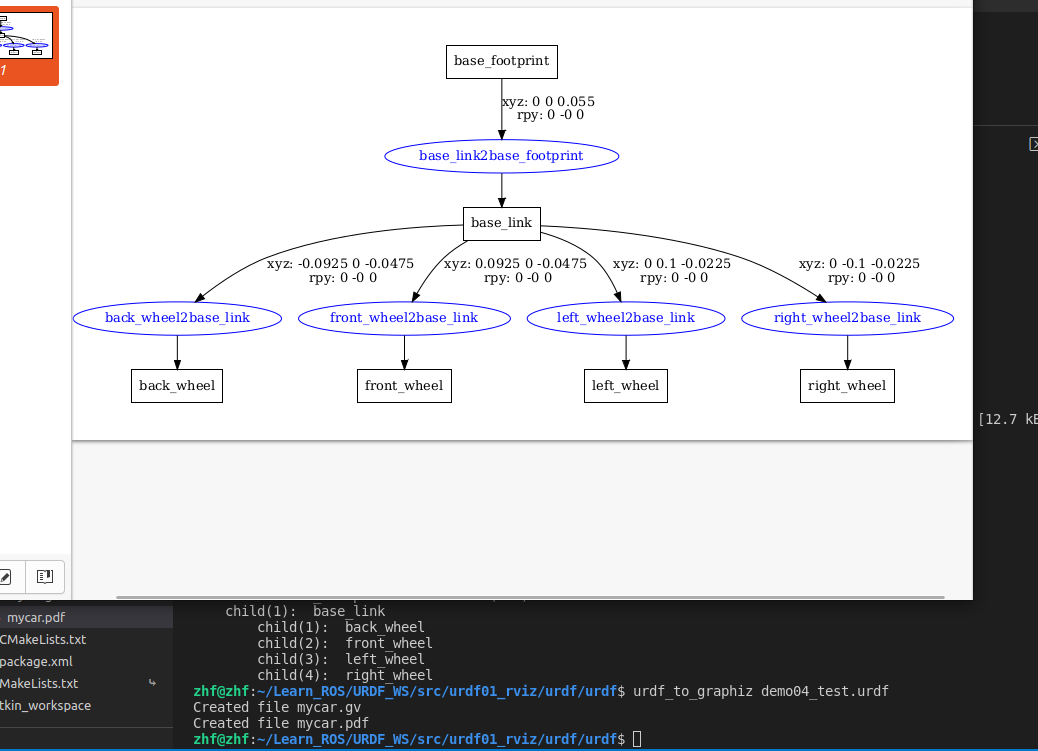 1
base_footprint
xyz: 0 0 0.055
rpy: 0 -0 0
base_link2base_footprint
base_link
xyz: -0.0925 0 -0.0475
rpy: 0 -0 0
xyz: 0.0925 0 -0.0475
rpy: 0 -0 0
xyz: 0 0.1 -0.0225
rpy: 0 -0 0
xyz: 0 -0.1 -0.0225
rpy: 0 -0 0
back_wheel2base_link
front_wheel2base_link
left_wheel2base_link
right_wheel2base_link
back_wheel
front_wheel
left_wheel
right_wheel
[12.7 kB
mycar.pdf
CMakeLists.txt
package.xml
MakeLists.txt
tkin_workspace
child(1):  base_link
child(1):  back_wheel
child(2):  front_wheel
child(3):  left_wheel
child(4):  right_wheel
zhf@zhf:~/Learn_ROS/URDF_WS/src/urdf01_rviz/urdf/urdf$ urdf_to_graphiz demo04_test.urdf
Created file mycar.gv
Created file mycar.pdf
zhf@zhf:~/Learn_ROS/URDF_WS/src/urdf01_rviz/urdf/urdf$